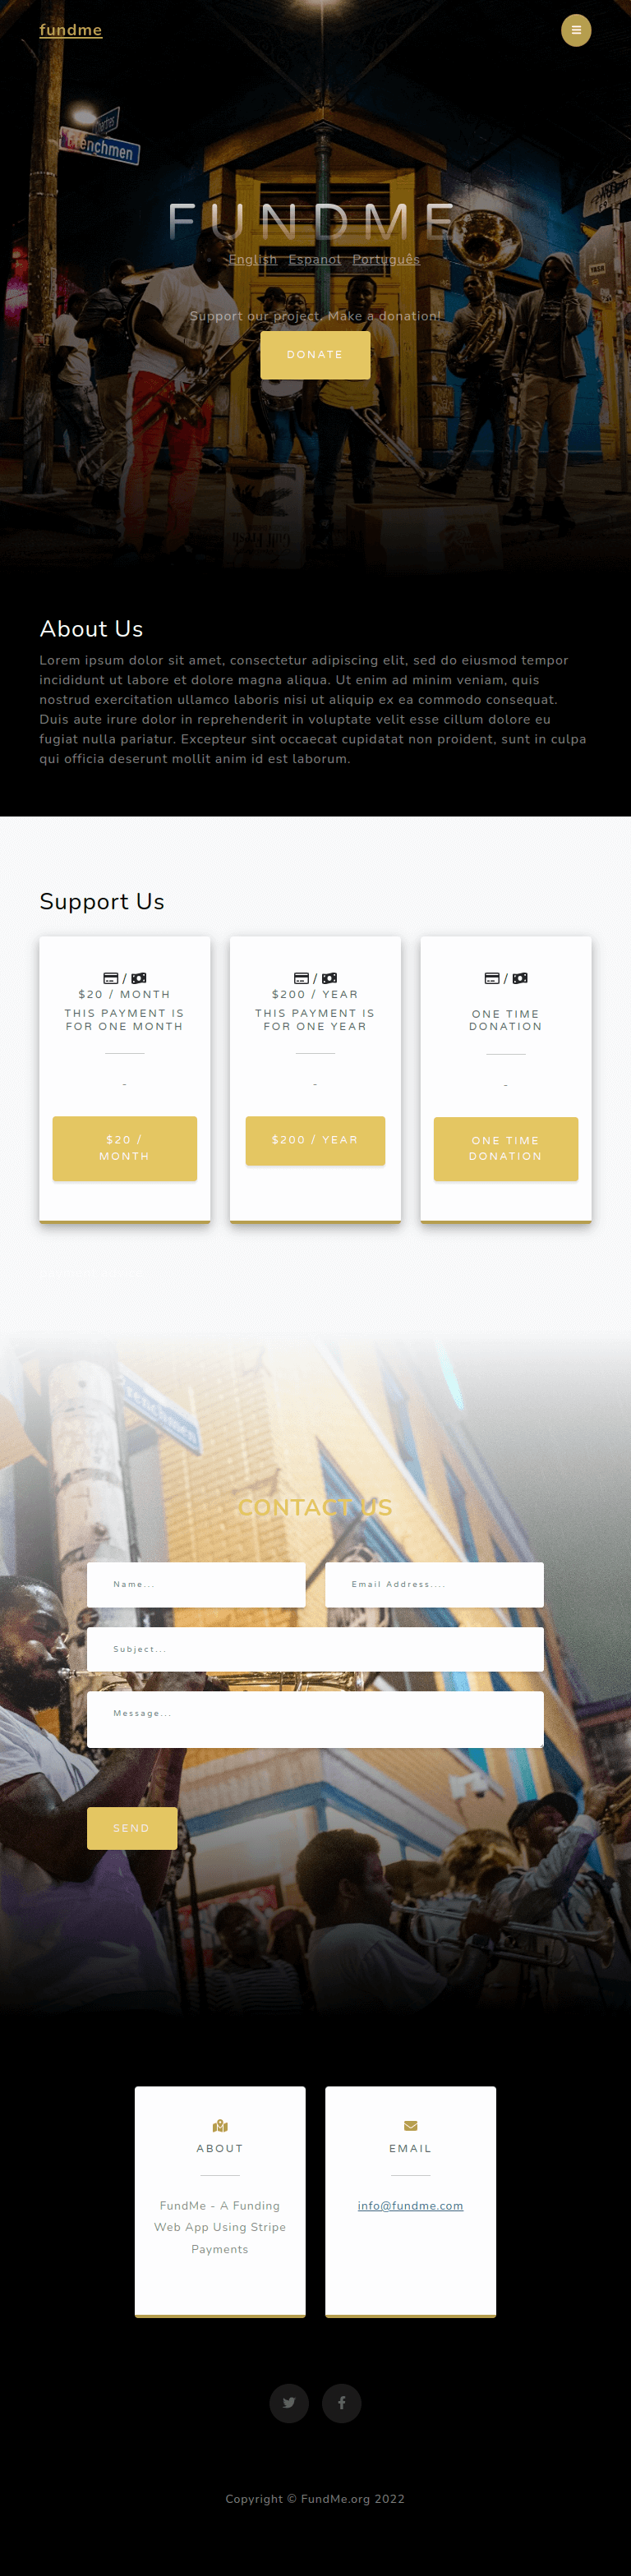 fundme
Frenchmen
FUNDME
English Espanol Português
Support our project. Make a donation!
DONATE
About Us
Lorem ipsum dolor sit amet, consectetur adipiscing elit, sed do eiusmod tempor
incididunt ut labore et dolore magna aliqua. Ut enim ad minim veniam, quis
nostrud exercitation ullamco laboris nisi ut aliquip ex ea commodo consequat.
Duis aute irure dolor in reprehenderit in voluptate velit esse cillum dolore eu
fugiat nulla pariatur. Excepteur sint occaecat cupidatat non proident, sunt in culpa
qui officia deserunt mollit anim id est laborum.
Support Us
/
$20 / MONTH
THIS PAYMENT IS
FOR ONE MONTH
-
$20 /
MONTH
/
$200 / YEAR
THIS PAYMENT IS
FOR ONE YEAR
-
$200 / YEAR
/
ONE TIME
DONATION
-
ONE TIME
DONATION
CONTACT US
Name...
Email Address....
Subject...
Message...
SEND
ABOUT
FundMe - A Funding
Web App Using Stripe
Payments
EMAIL
info@fundme.com
Copyright © FundMe.org 2022